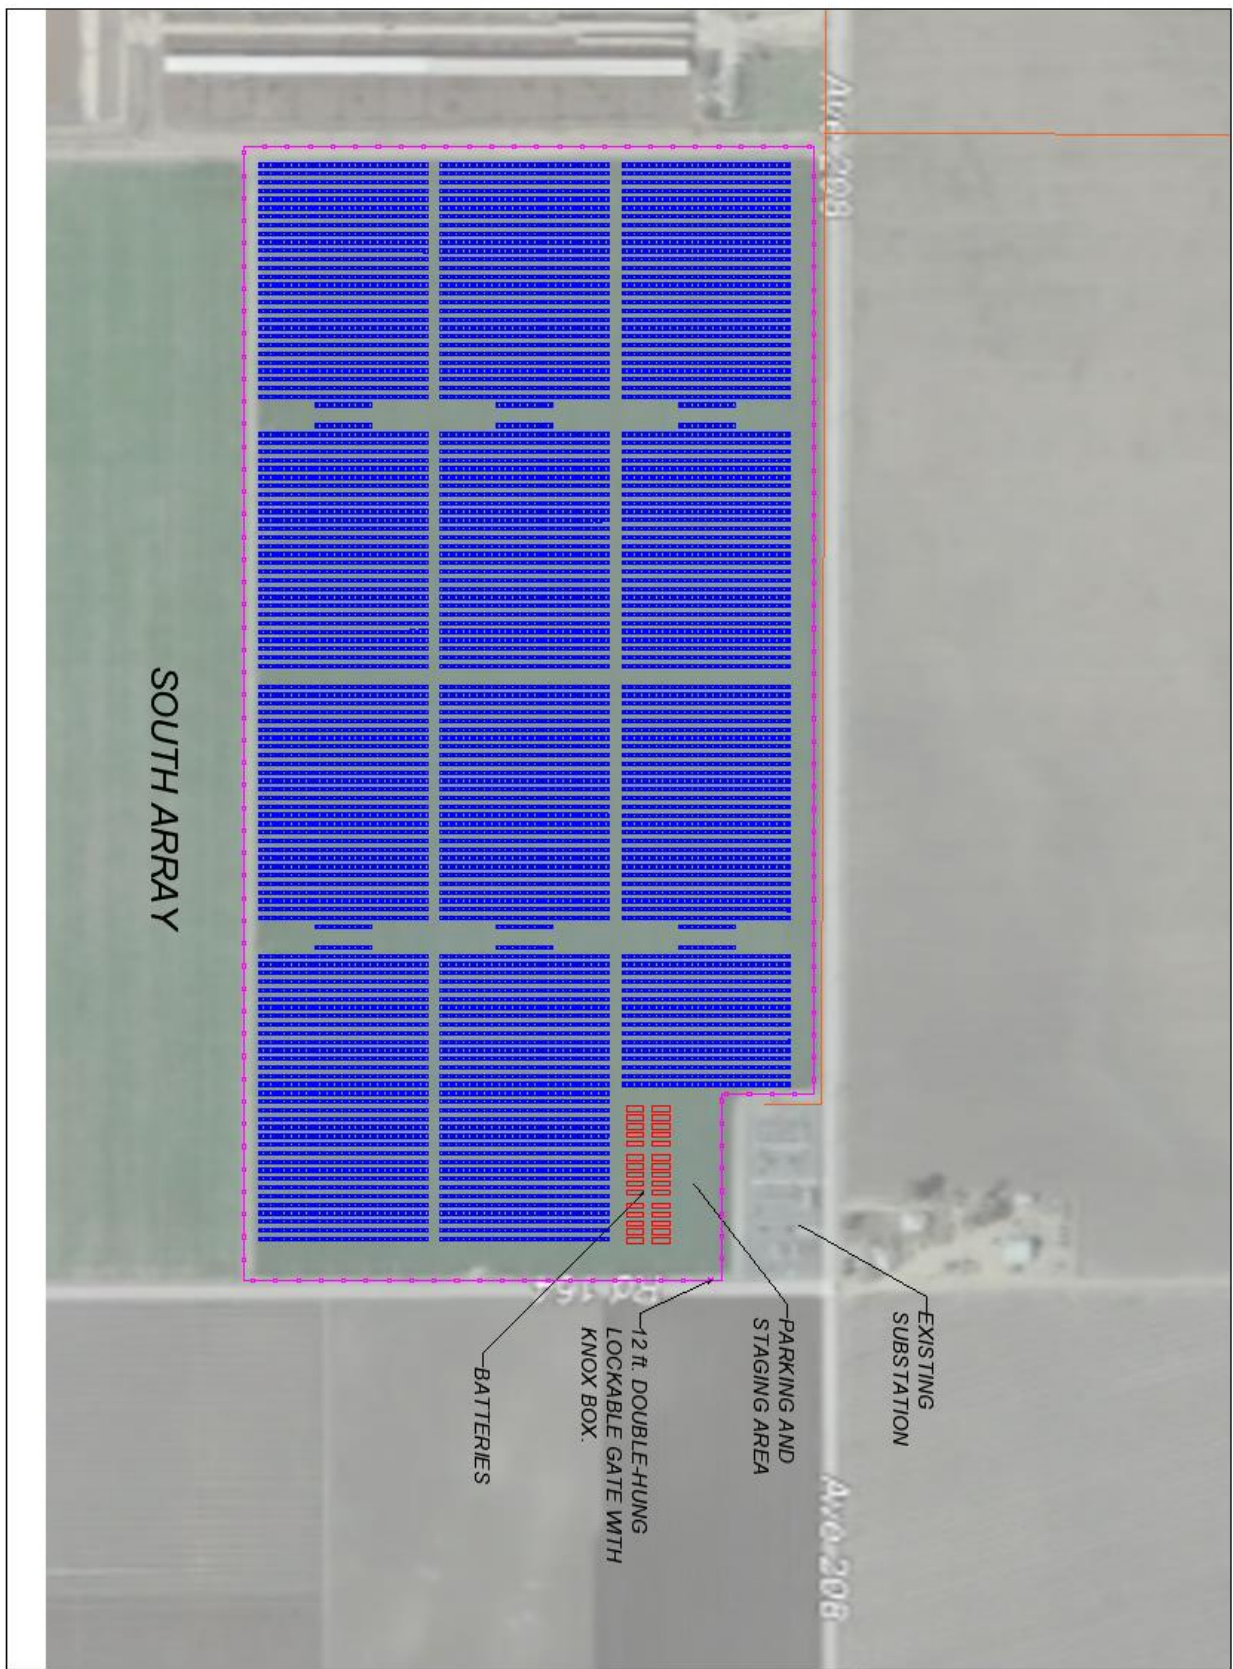 Ave 208
EXISTING
SUBSTATION
Ave 208
PARKING AND
STAGING AREA
12 ft. DOUBLE-HUNG
LOCKABLE GATE WITH
KNOX BOX.
BATTERIES
SOUTH ARRAY